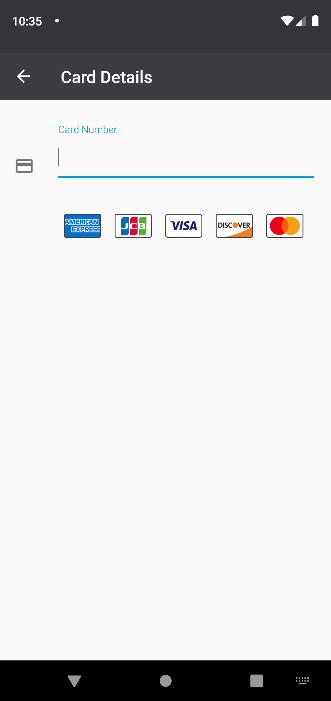 10:35
Card Details
Card Number
AMERICAN
EXPRESS
JCB
VISA
DISCOVER